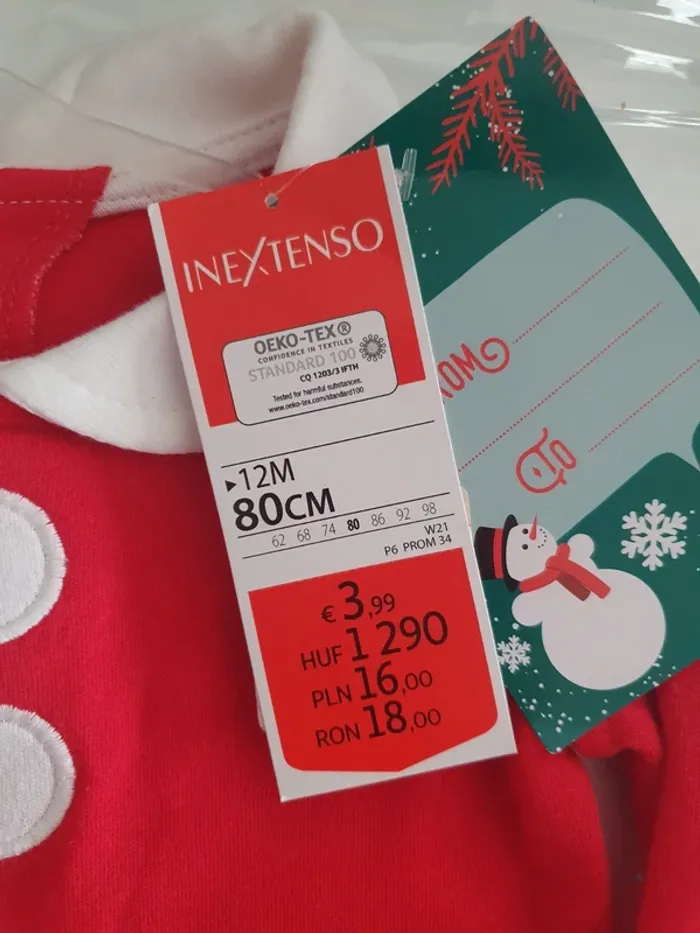 INEXTENSO
OEKO-TEX®
CONFIDENCE IN TEXTILES
STANDARD 100
CQ 1203/3 IFTH
Tested for harmful substances.
www.oeko-tex.com/standard100
▸12M
80CM
62 68 74 80 86 92 98
W21
P6 PROM 34
€ 3,99
HUF 1 290
PLN 16,00
RON 18,00
ROM
TO